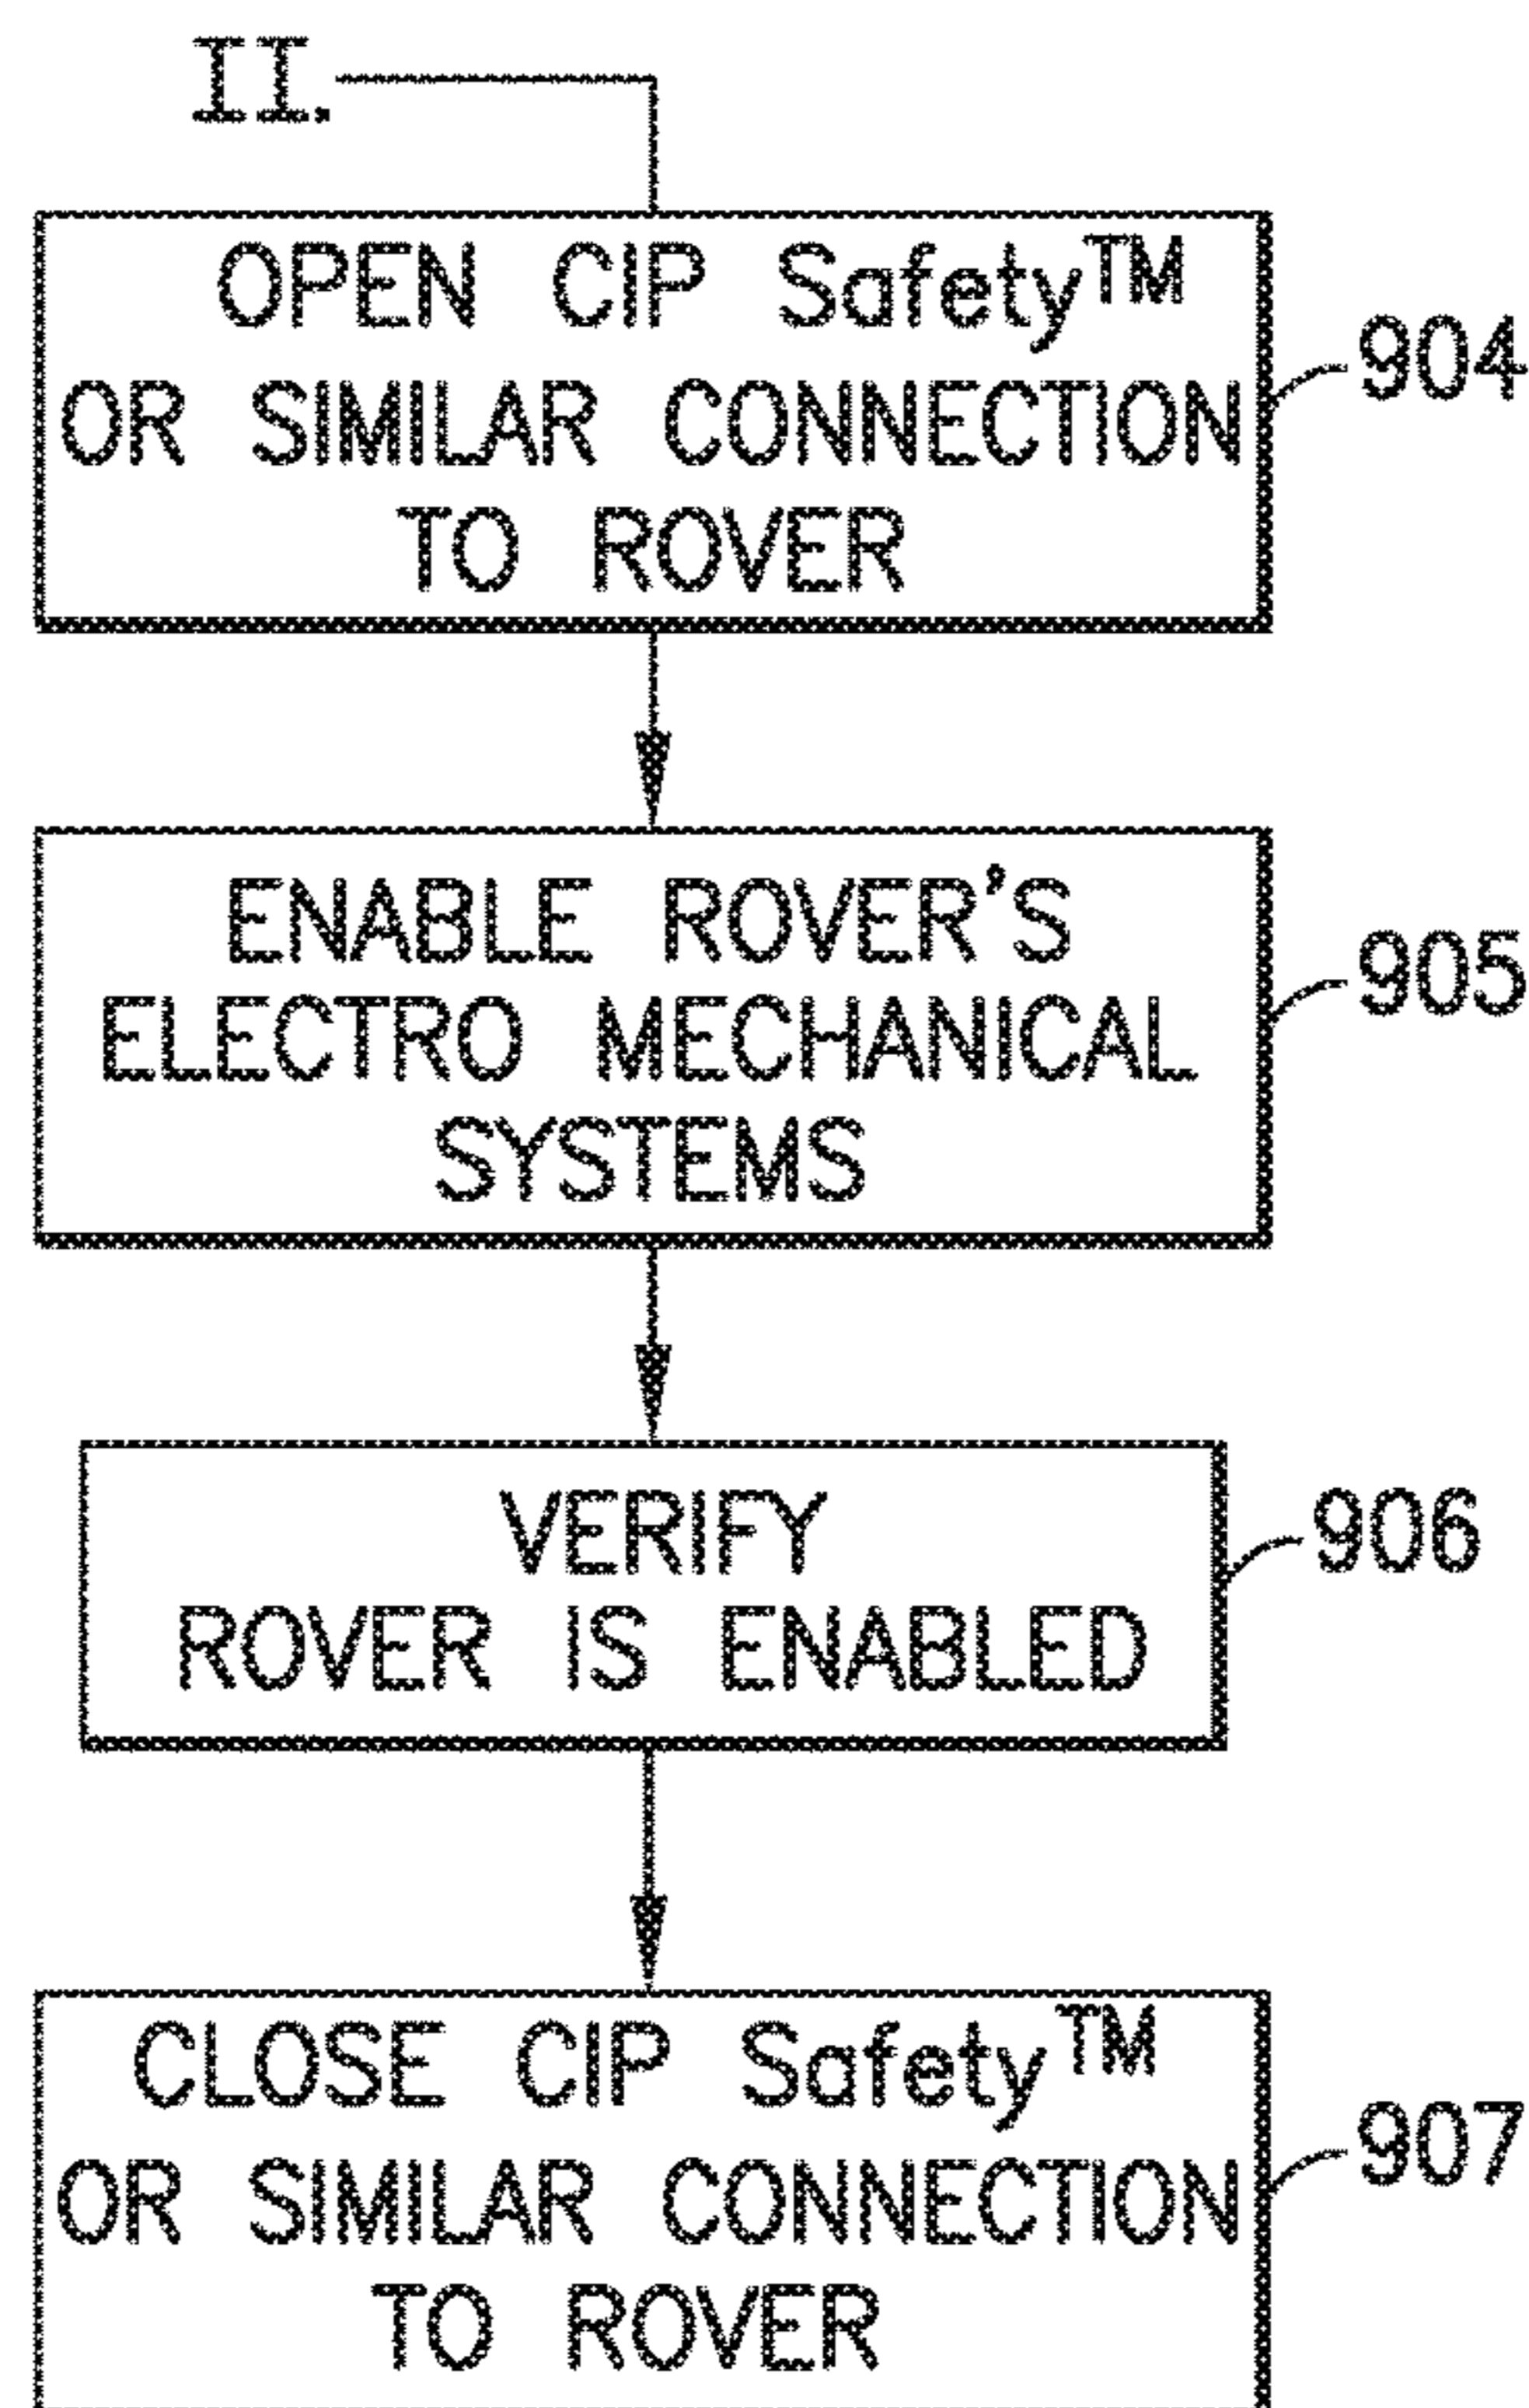 II.
OPEN CIP Safety™
OR SIMILAR CONNECTION
TO ROVER
904
ENABLE ROVER'S
ELECTRO MECHANICAL
SYSTEMS
905
VERIFY
ROVER IS ENABLED
906
CLOSE CIP Safety™
OR SIMILAR CONNECTION
TO ROVER
907